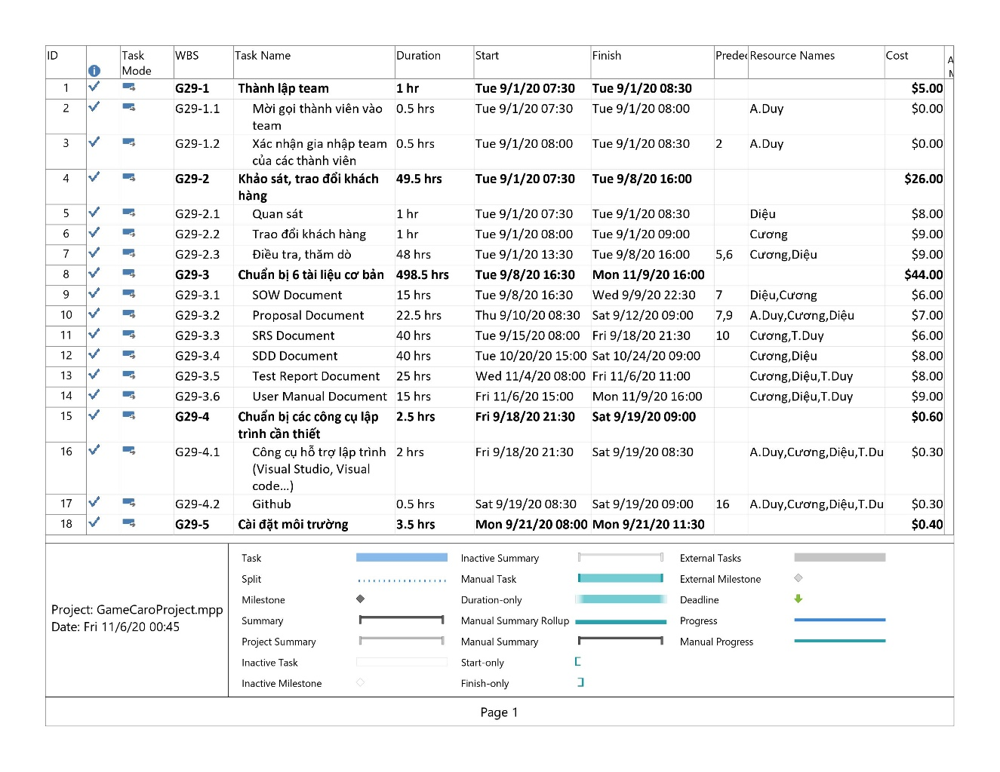 ID Task Mode WBS Task Name Duration Start Finish Predec Resource Names Cost
1 G29-1 Thành lập team 1 hr Tue 9/1/20 07:30 Tue 9/1/20 08:30 $5.00
2 G29-1.1 Mời gọi thành viên vào team 0.5 hrs Tue 9/1/20 07:30 Tue 9/1/20 08:00 A.Duy $0.00
3 G29-1.2 Xác nhận gia nhập team của các thành viên 0.5 hrs Tue 9/1/20 08:00 Tue 9/1/20 08:30 2 A.Duy $0.00
4 G29-2 Khảo sát, trao đổi khách hàng 49.5 hrs Tue 9/1/20 07:30 Tue 9/8/20 16:00 $26.00
5 G29-2.1 Quan sát 1 hr Tue 9/1/20 07:30 Tue 9/1/20 08:30 Diệu $8.00
6 G29-2.2 Trao đổi khách hàng 1 hr Tue 9/1/20 08:00 Tue 9/1/20 09:00 Cương $9.00
7 G29-2.3 Điều tra, thăm dò 48 hrs Tue 9/1/20 13:30 Tue 9/8/20 16:00 5,6 Cương,Diệu $9.00
8 G29-3 Chuẩn bị 6 tài liệu cơ bản 498.5 hrs Tue 9/8/20 16:30 Mon 11/9/20 16:00 $44.00
9 G29-3.1 SOW Document 15 hrs Tue 9/8/20 16:30 Wed 9/9/20 22:30 7 Diệu,Cương $6.00
10 G29-3.2 Proposal Document 22.5 hrs Thu 9/10/20 08:30 Sat 9/12/20 09:00 7,9 A.Duy,Cương,Diệu $7.00
11 G29-3.3 SRS Document 40 hrs Tue 9/15/20 08:00 Fri 9/18/20 21:30 10 Cương,T.Duy $6.00
12 G29-3.4 SDD Document 40 hrs Tue 10/20/20 15:00 Sat 10/24/20 09:00 Cương,Diệu $8.00
13 G29-3.5 Test Report Document 25 hrs Wed 11/4/20 08:00 Fri 11/6/20 11:00 Cương,Diệu,T.Duy $8.00
14 G29-3.6 User Manual Document 15 hrs Fri 11/6/20 15:00 Mon 11/9/20 16:00 Cương,Diệu,T.Duy $9.00
15 G29-4 Chuẩn bị các công cụ lập trình cần thiết 2.5 hrs Fri 9/18/20 21:30 Sat 9/19/20 09:00 $0.60
16 G29-4.1 Công cụ hỗ trợ lập trình (Visual Studio, Visual code...) 2 hrs Fri 9/18/20 21:30 Sat 9/19/20 08:30 A.Duy,Cương,Diệu,T.Du $0.30
17 G29-4.2 Github 0.5 hrs Sat 9/19/20 08:30 Sat 9/19/20 09:00 16 A.Duy,Cương,Diệu,T.Du $0.30
18 G29-5 Cài đặt môi trường 3.5 hrs Mon 9/21/20 08:00 Mon 9/21/20 11:30 $0.40
Project: GameCaroProject.mpp
Date: Fri 11/6/20 00:45
Task Inactive Summary External Tasks
Split Manual Task External Milestone
Milestone Duration-only Deadline
Summary Manual Summary Rollup Progress
Project Summary Manual Summary Manual Progress
Inactive Task Start-only
Inactive Milestone Finish-only
Page 1